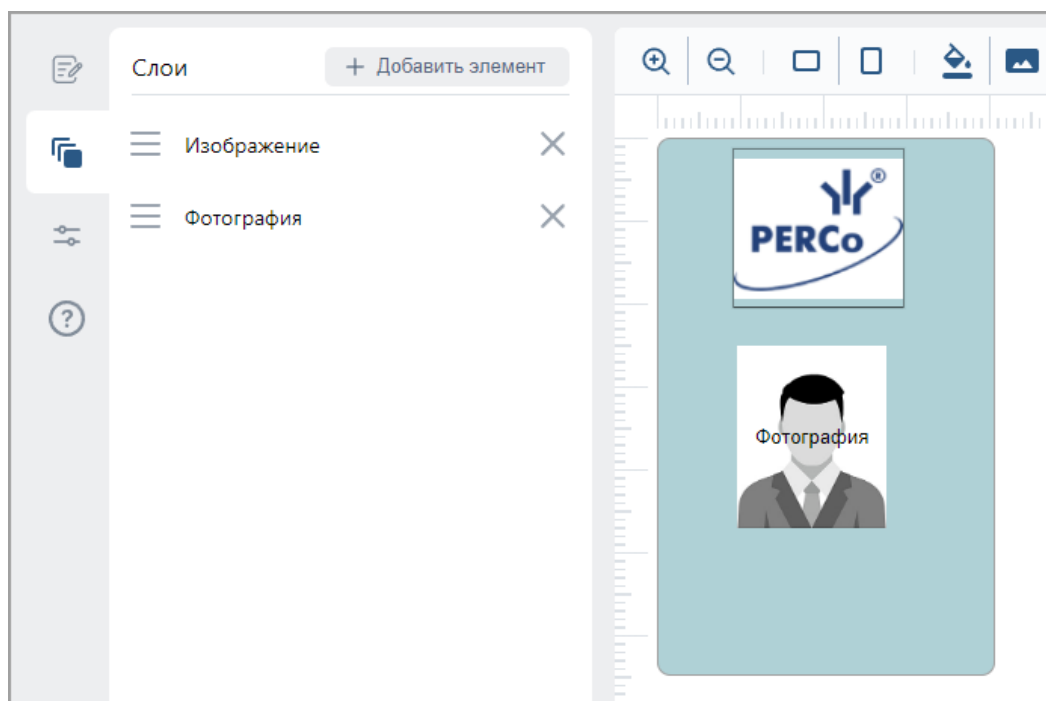 Слои
+ Добавить элемент
Изображение
Фотография
?
PERCo®
Фотография